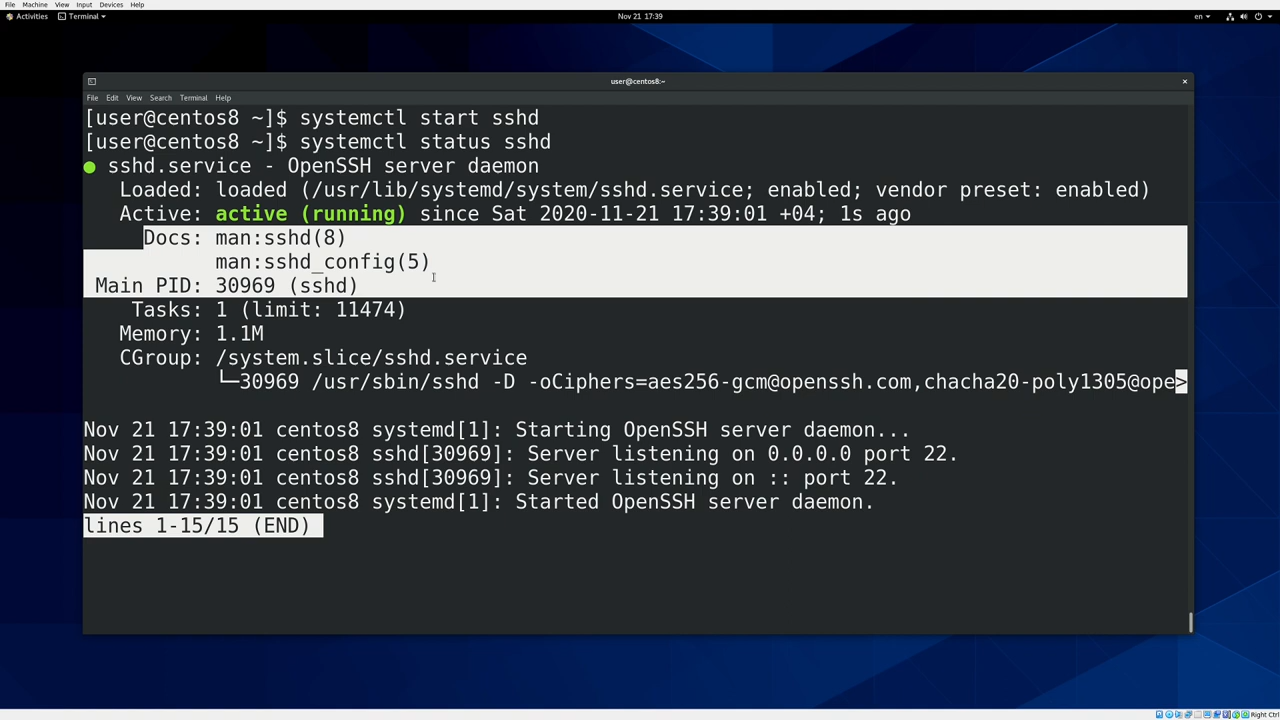 File Machine View Input Devices Help
Activities Terminal Nov 21 17:39 en
user@centos8:~
File Edit View Search Terminal Help
[user@centos8 ~]$ systemctl start sshd
[user@centos8 ~]$ systemctl status sshd
● sshd.service - OpenSSH server daemon
Loaded: loaded (/usr/lib/systemd/system/sshd.service; enabled; vendor preset: enabled)
Active: active (running) since Sat 2020-11-21 17:39:01 +04; 1s ago
Docs: man:sshd(8)
man:sshd_config(5)
Main PID: 30969 (sshd)
Tasks: 1 (limit: 11474)
Memory: 1.1M
CGroup: /system.slice/sshd.service
└─30969 /usr/sbin/sshd -D -oCiphers=aes256-gcm@openssh.com,chacha20-poly1305@ope>
Nov 21 17:39:01 centos8 systemd[1]: Starting OpenSSH server daemon...
Nov 21 17:39:01 centos8 sshd[30969]: Server listening on 0.0.0.0 port 22.
Nov 21 17:39:01 centos8 sshd[30969]: Server listening on :: port 22.
Nov 21 17:39:01 centos8 systemd[1]: Started OpenSSH server daemon.
lines 1-15/15 (END)
Right Ctrl